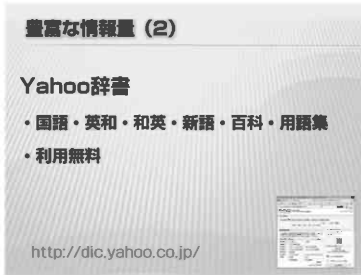 豊富な情報量（2）
Yahoo辞書
・国語・英和・和英・新語・百科・用語集
・利用無料
http://dic.yahoo.co.jp/